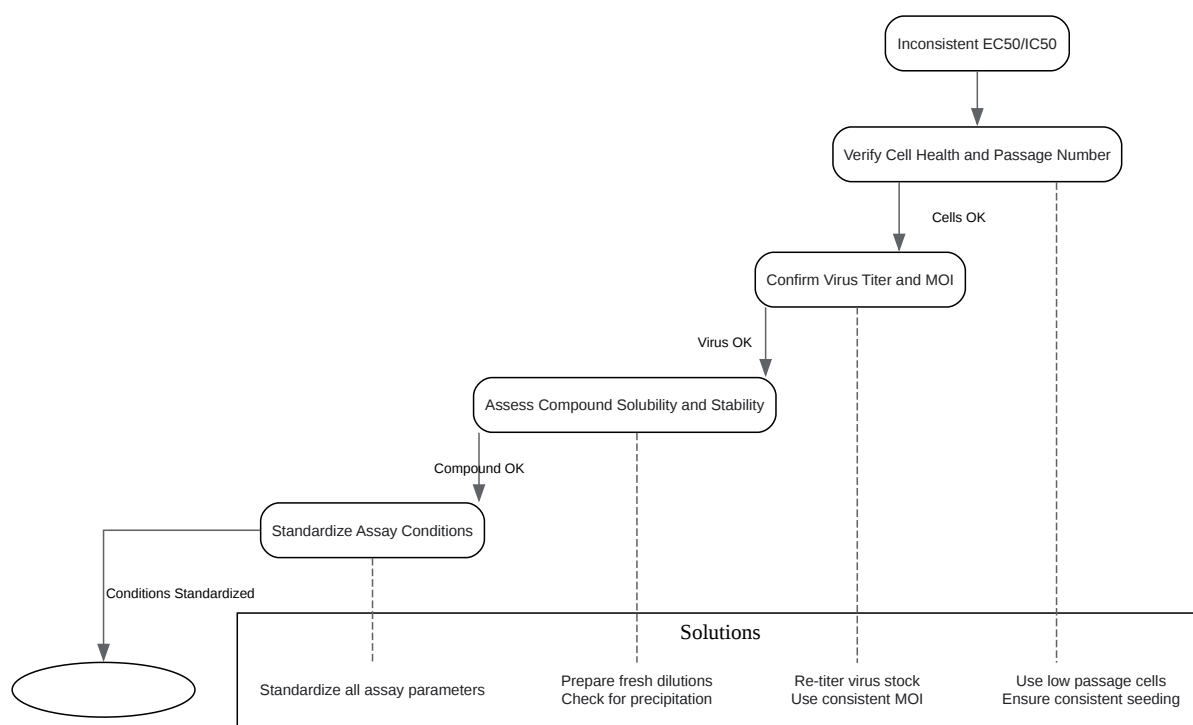 Inconsistent EC50/IC50
Verify Cell Health and Passage Number
Cells OK
Confirm Virus Titer and MOI
Virus OK
Assess Compound Solubility and Stability
Compound OK
Standardize Assay Conditions
Conditions Standardized
Solutions
Standardize all assay parameters
Prepare fresh dilutions
Check for precipitation
Re-titer virus stock
Use consistent MOI
Use low passage cells
Ensure consistent seeding